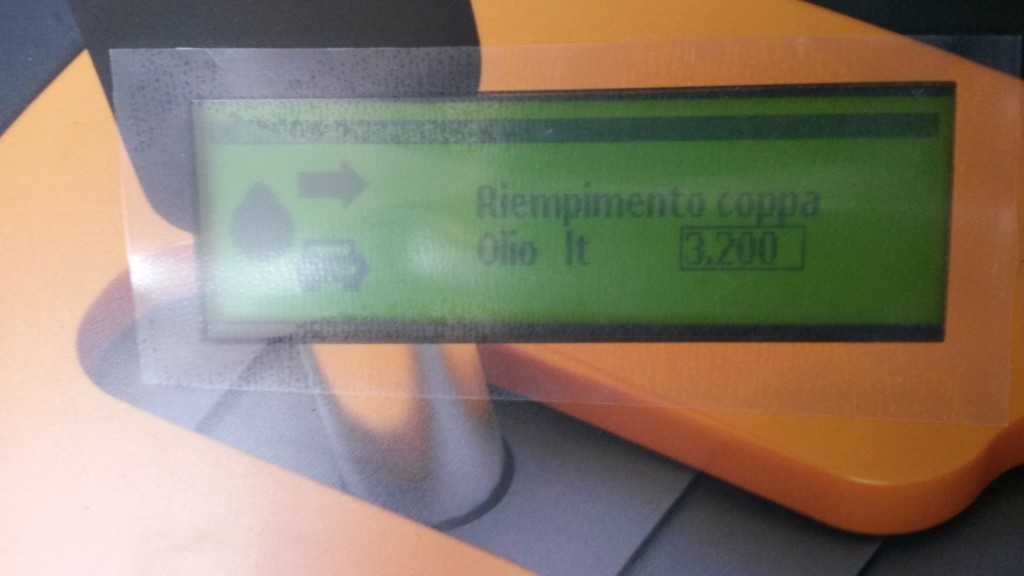 Riempimento coppa
Olio lt 3.200